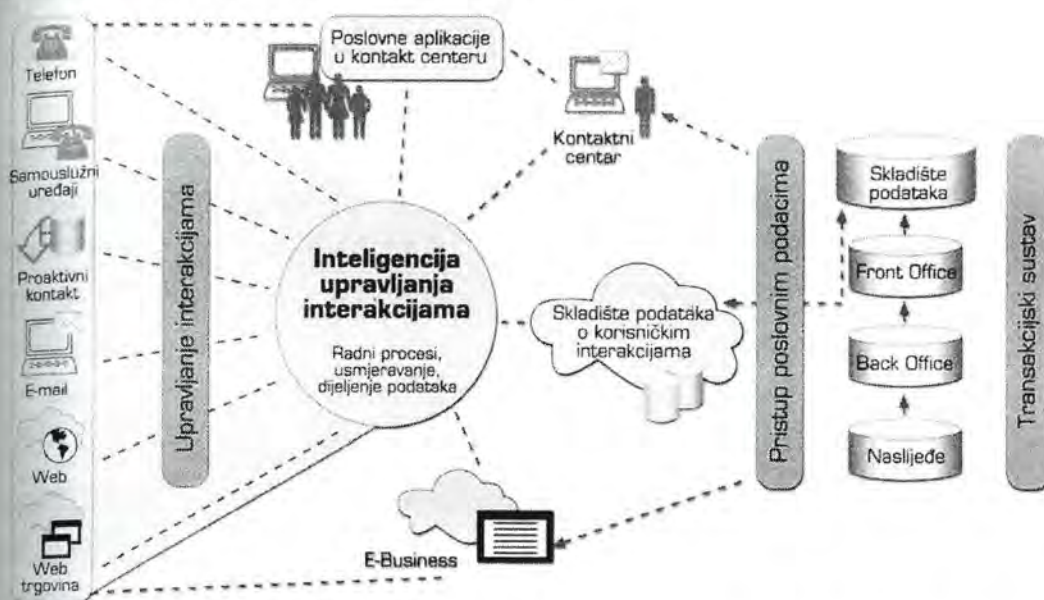 Telefon
Samouslužni
uređaji
Proaktivni
kontakt
E-mail
Web
Web
trgovina
Upravljanje interakcijama
Poslovne aplikacije
u kontakt centeru
Kontaktni
centar
Inteligencija
upravljanja
interakcijama
Radni procesi,
usmjeravanje,
dijeljenje podataka
Skladište podataka
o korisničkim
interakcijama
E-Business
Pristup poslovnim podacima
Skladište
podataka
Front Office
Back Office
Naslijeđe
Transakcijski sustav